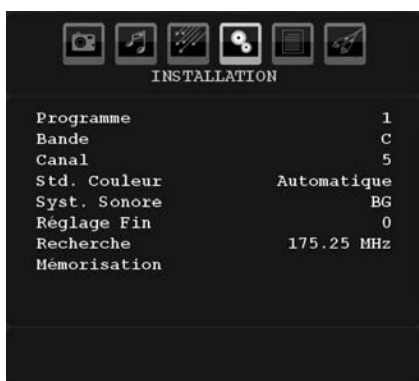 INSTALLATION
Programme 1
Bande C
Canal 5
Std. Couleur Automatique
Syst. Sonore BG
Réglage Fin 0
Recherche 175.25 MHz
Mémorisation